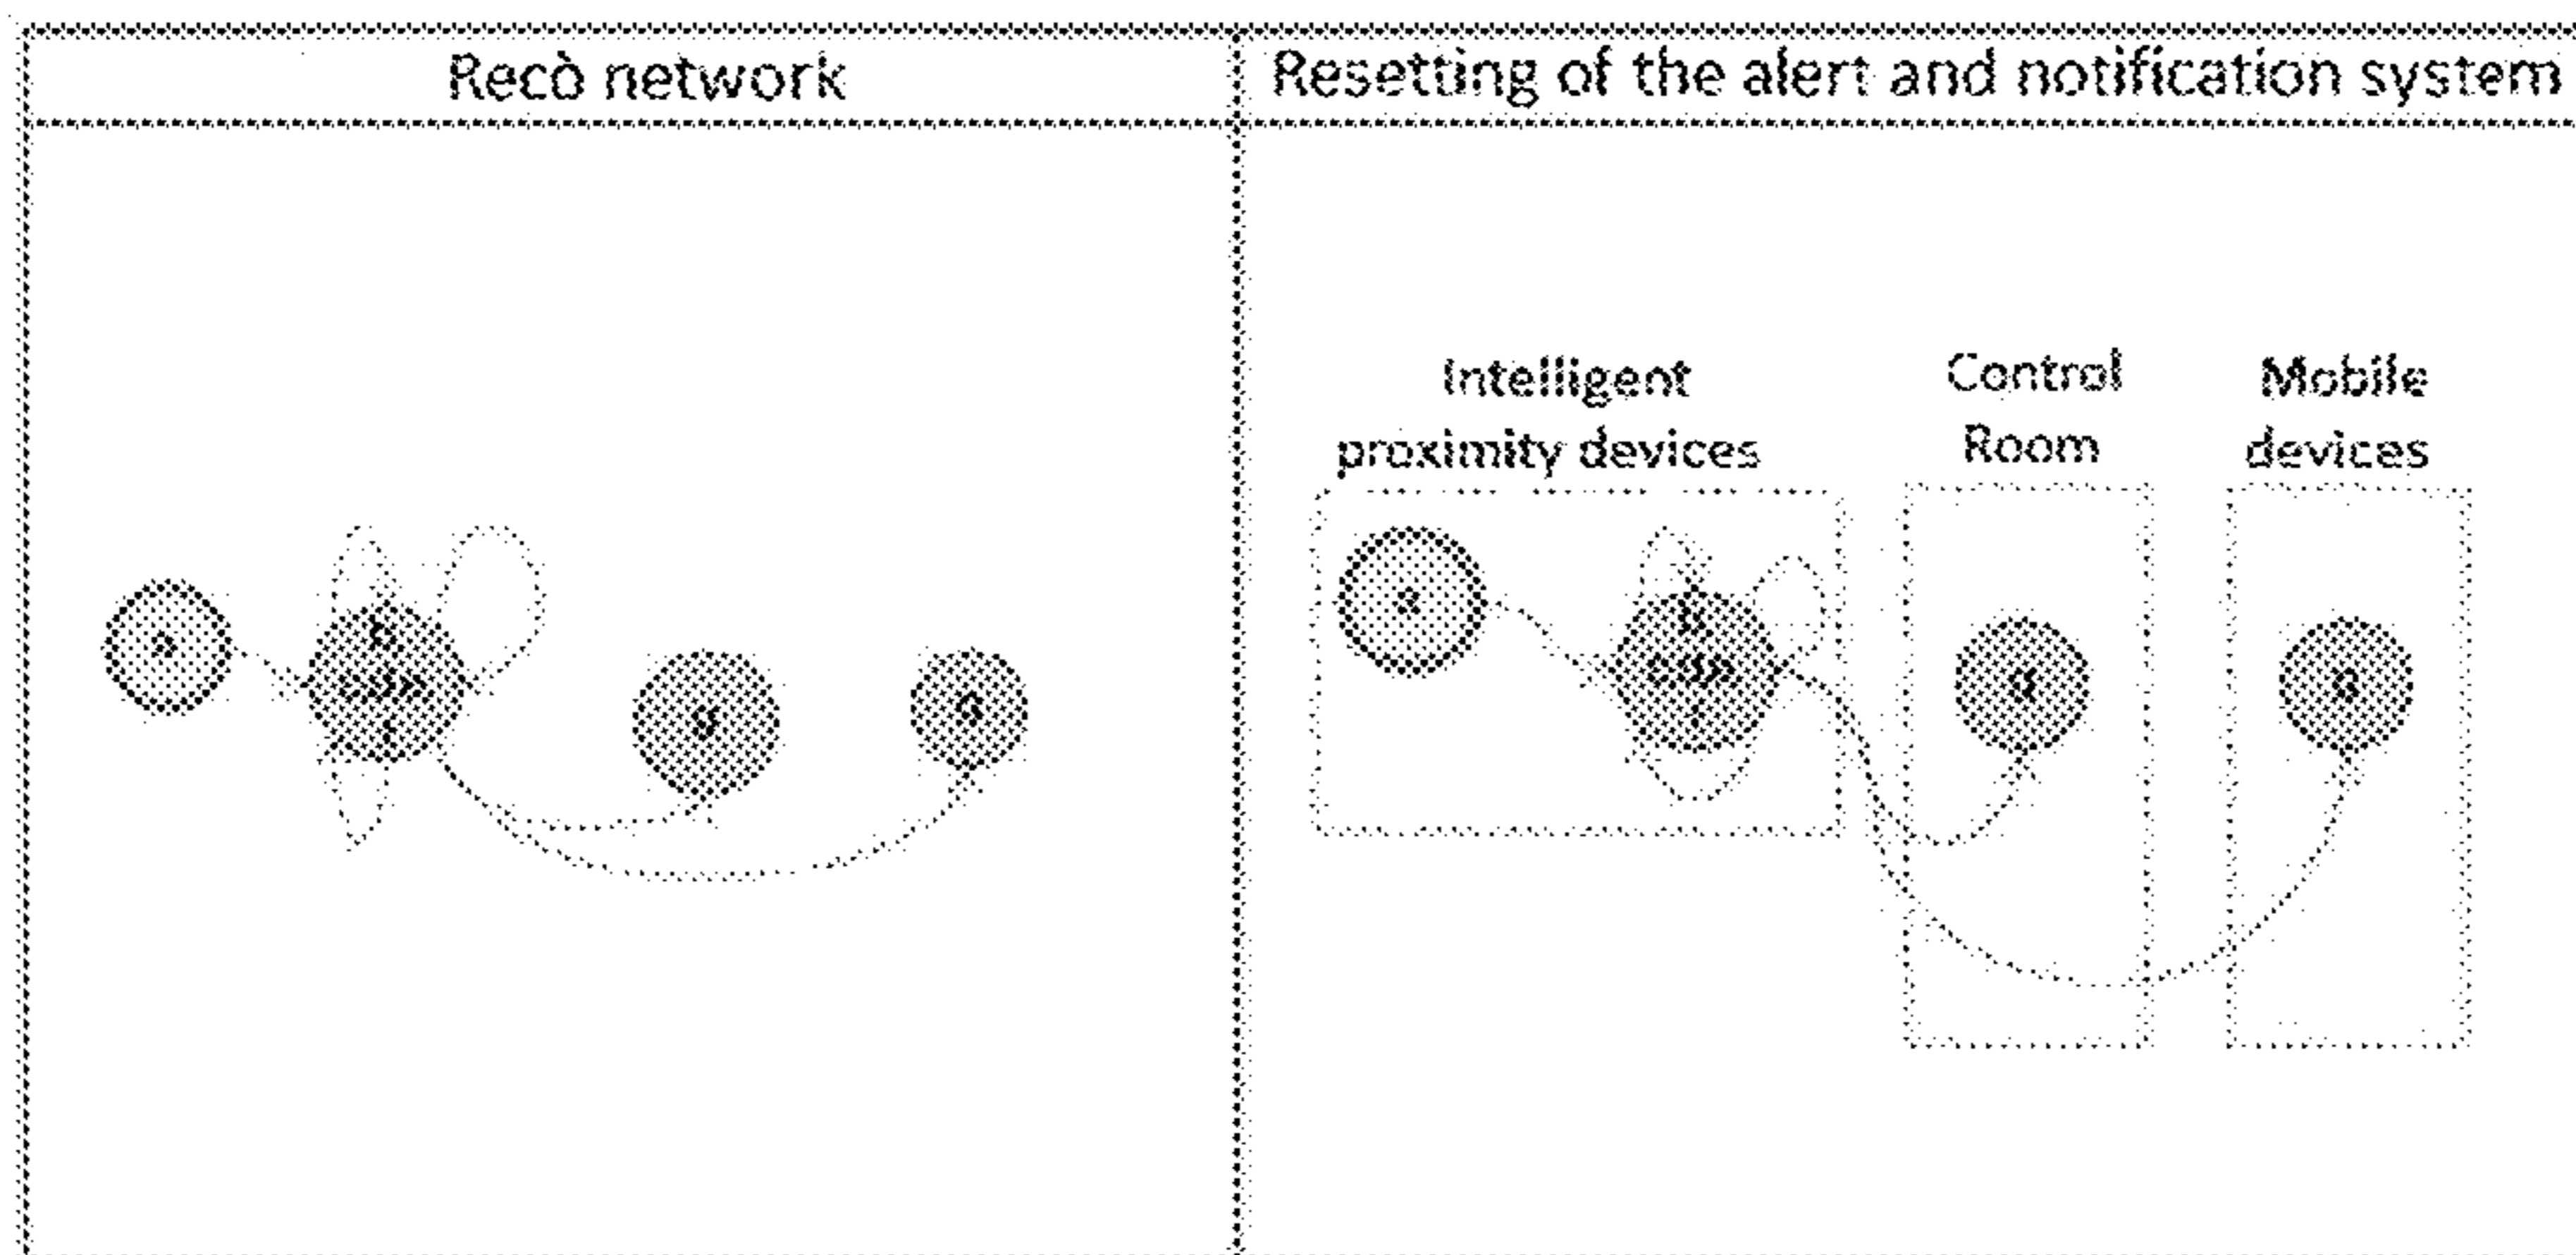 Recò network
Resetting of the alert and notification system
Intelligent
proximity devices
Control
Room
Mobile
devices